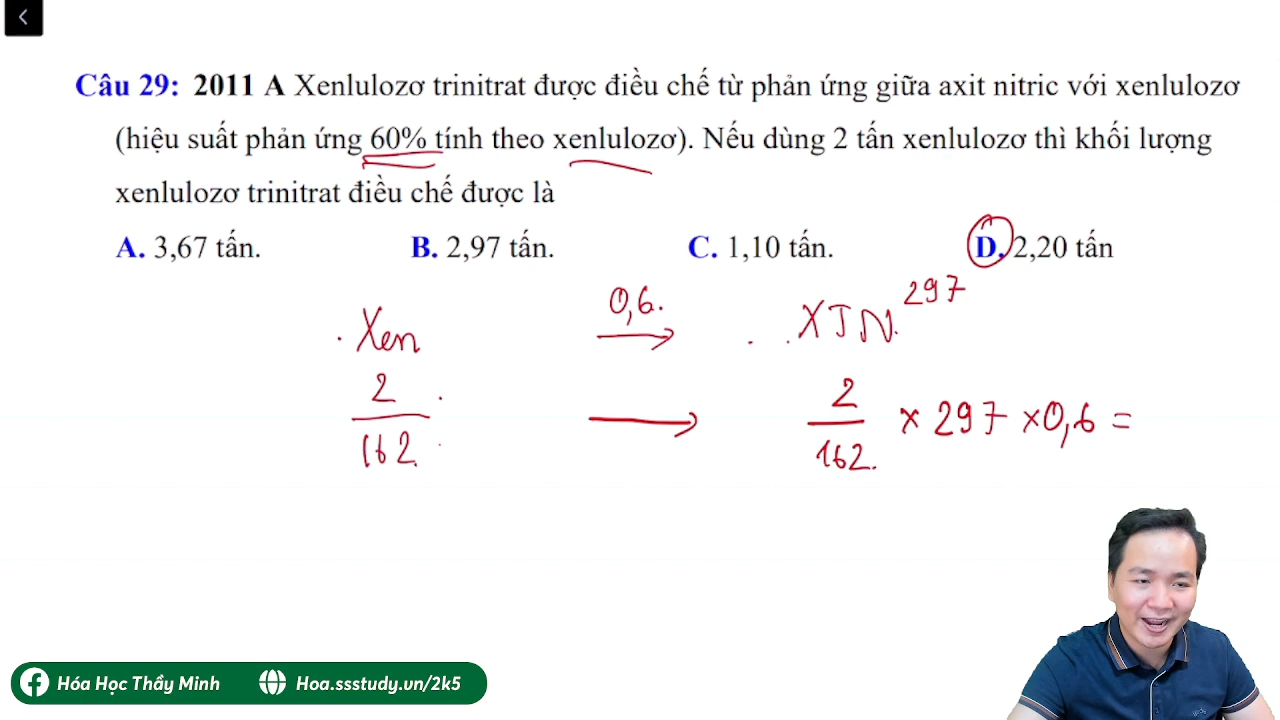 Câu 29: 2011 A Xenlulozơ trinitrat được điều chế từ phản ứng giữa axit nitric với xenlulozơ
(hiệu suất phản ứng 60% tính theo xenlulozơ). Nếu dùng 2 tấn xenlulozơ thì khối lượng
xenlulozơ trinitrat điều chế được là
A. 3,67 tấn. B. 2,97 tấn. C. 1,10 tấn. D. 2,20 tấn
Xen 0,6. XTN. 297
2/162. 2/162. × 297 × 0,6 =
Hóa Học Thầy Minh Hoa.ssstudy.vn/2k5